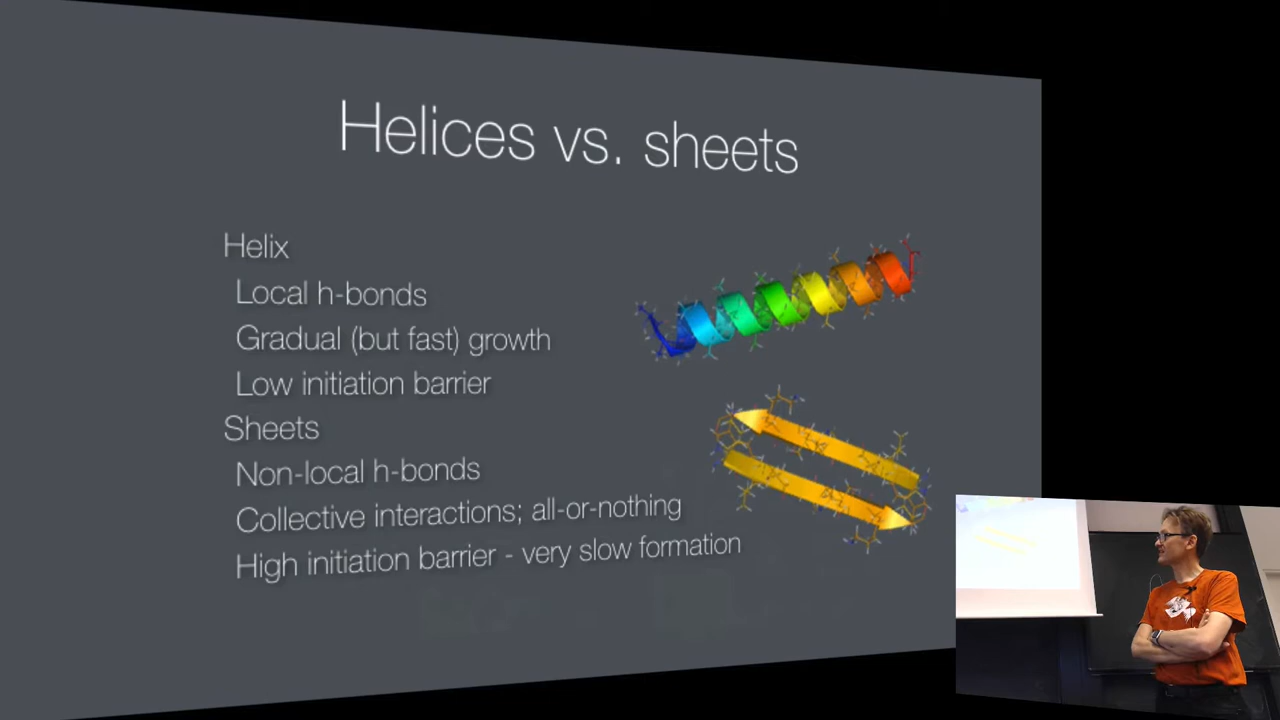 Helices vs. sheets
Helix
Local h-bonds
Gradual (but fast) growth
Low initiation barrier
Sheets
Non-local h-bonds
Collective interactions; all-or-nothing
High initiation barrier - very slow formation